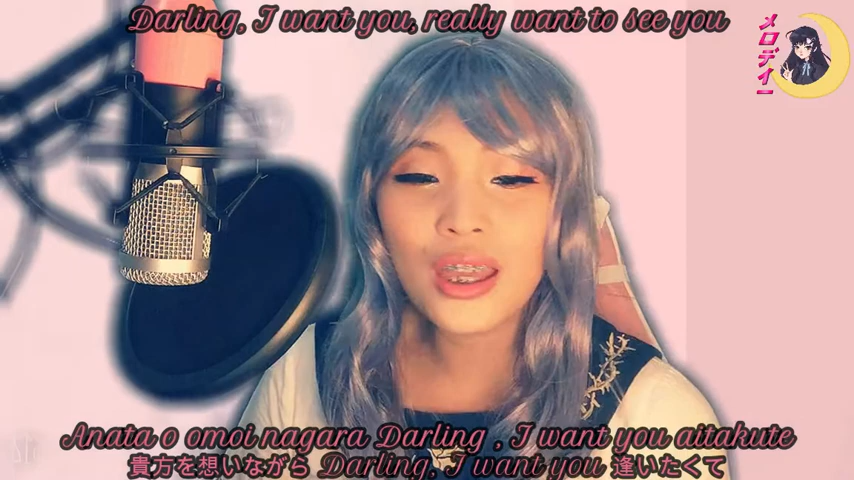 Darling, I want you, really want to see you
メロディー
Anata o omoi nagara Darling , I want you aitakute
貴方を想いながら Darling, I want you 逢いたくて